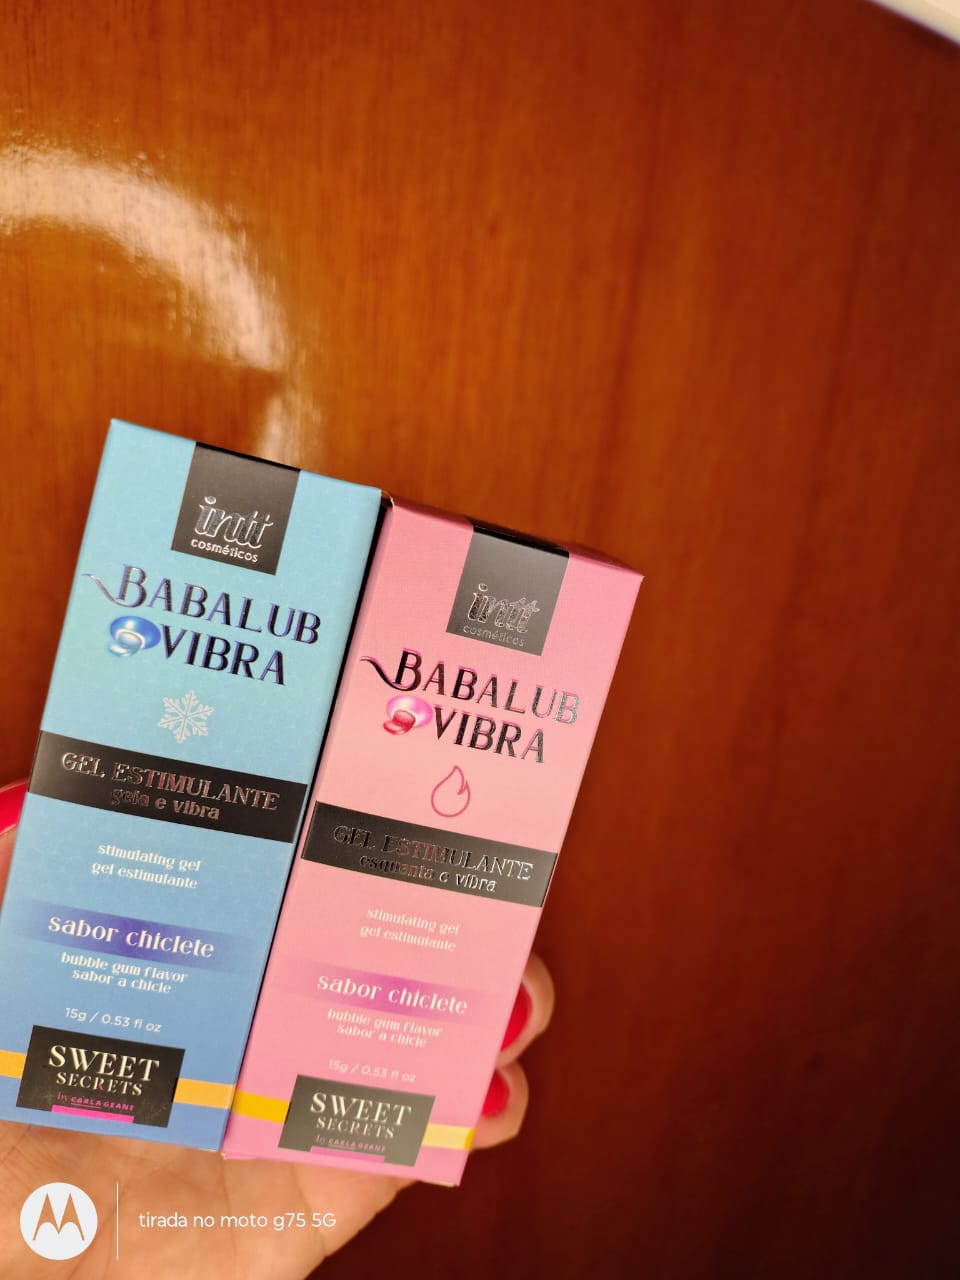 intt
cosméticos
BABALUB
VIBRA
GEL ESTIMULANTE
gela e vibra
stimulating gel
gel estimulante
sabor chiclete
bubble gum flavor
sabor a chicle
15g / 0.53 fl oz
SWEET
SECRETS
by CARLA GEANE
intt
cosméticos
BABALUB
VIBRA
GEL ESTIMULANTE
esquenta e vibra
stimulating gel
gel estimulante
sabor chiclete
bubble gum flavor
sabor a chicle
15g / 0.53 fl oz
SWEET
SECRETS
by CARLA GEANE
tirada no moto g75 5G